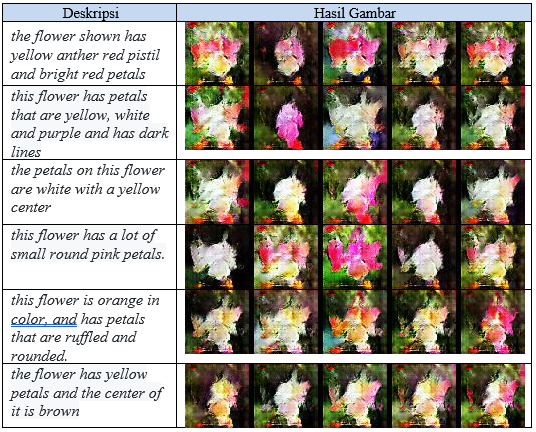 Deskripsi
Hasil Gambar
the flower shown has
yellow anther red pistil
and bright red petals
this flower has petals
that are yellow, white
and purple and has dark
lines
the petals on this flower
are white with a yellow
center
this flower has a lot of
small round pink petals.
this flower is orange in
color, and has petals
that are ruffled and
rounded.
the flower has yellow
petals and the center of
it is brown